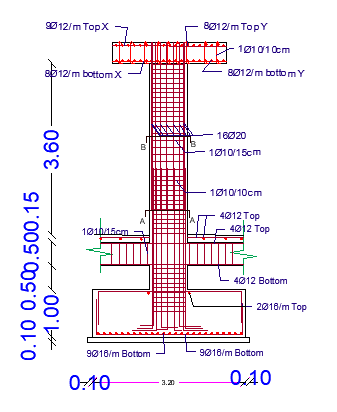 9Ø12/m Top X
8Ø12/m Top Y
1Ø10/10cm
8Ø12/m bottom X
8Ø12/m bottom Y
16Ø20
B
B
1Ø10/15cm
3.60
1Ø10/10cm
A
A
4Ø12 Top
1Ø10/15cm
4Ø12 Top
0.15
0.50
4Ø12 Bottom
0.50
2Ø16/m Top
1.00
0.10
9Ø16/m Bottom
9Ø16/m Bottom
0.10
3.20
0.10